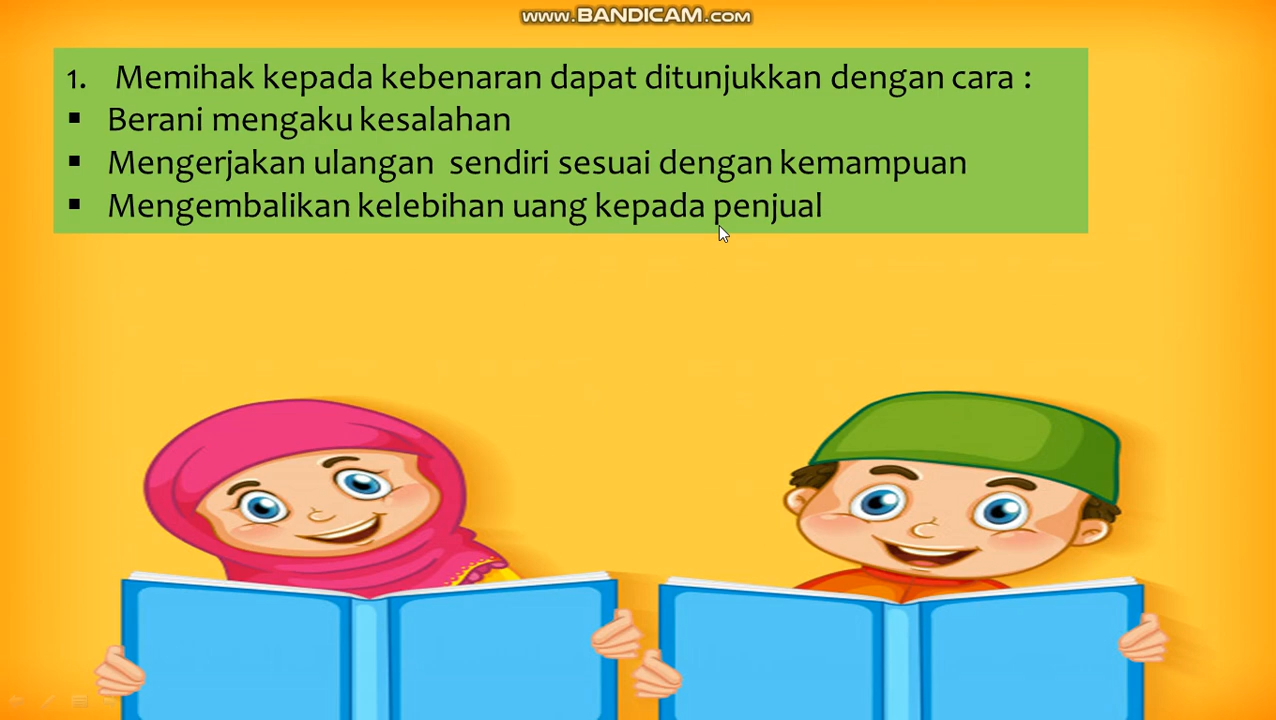 www.BANDICAM.com
1. Memihak kepada kebenaran dapat ditunjukkan dengan cara :
▪ Berani mengaku kesalahan
▪ Mengerjakan ulangan sendiri sesuai dengan kemampuan
▪ Mengembalikan kelebihan uang kepada penjual